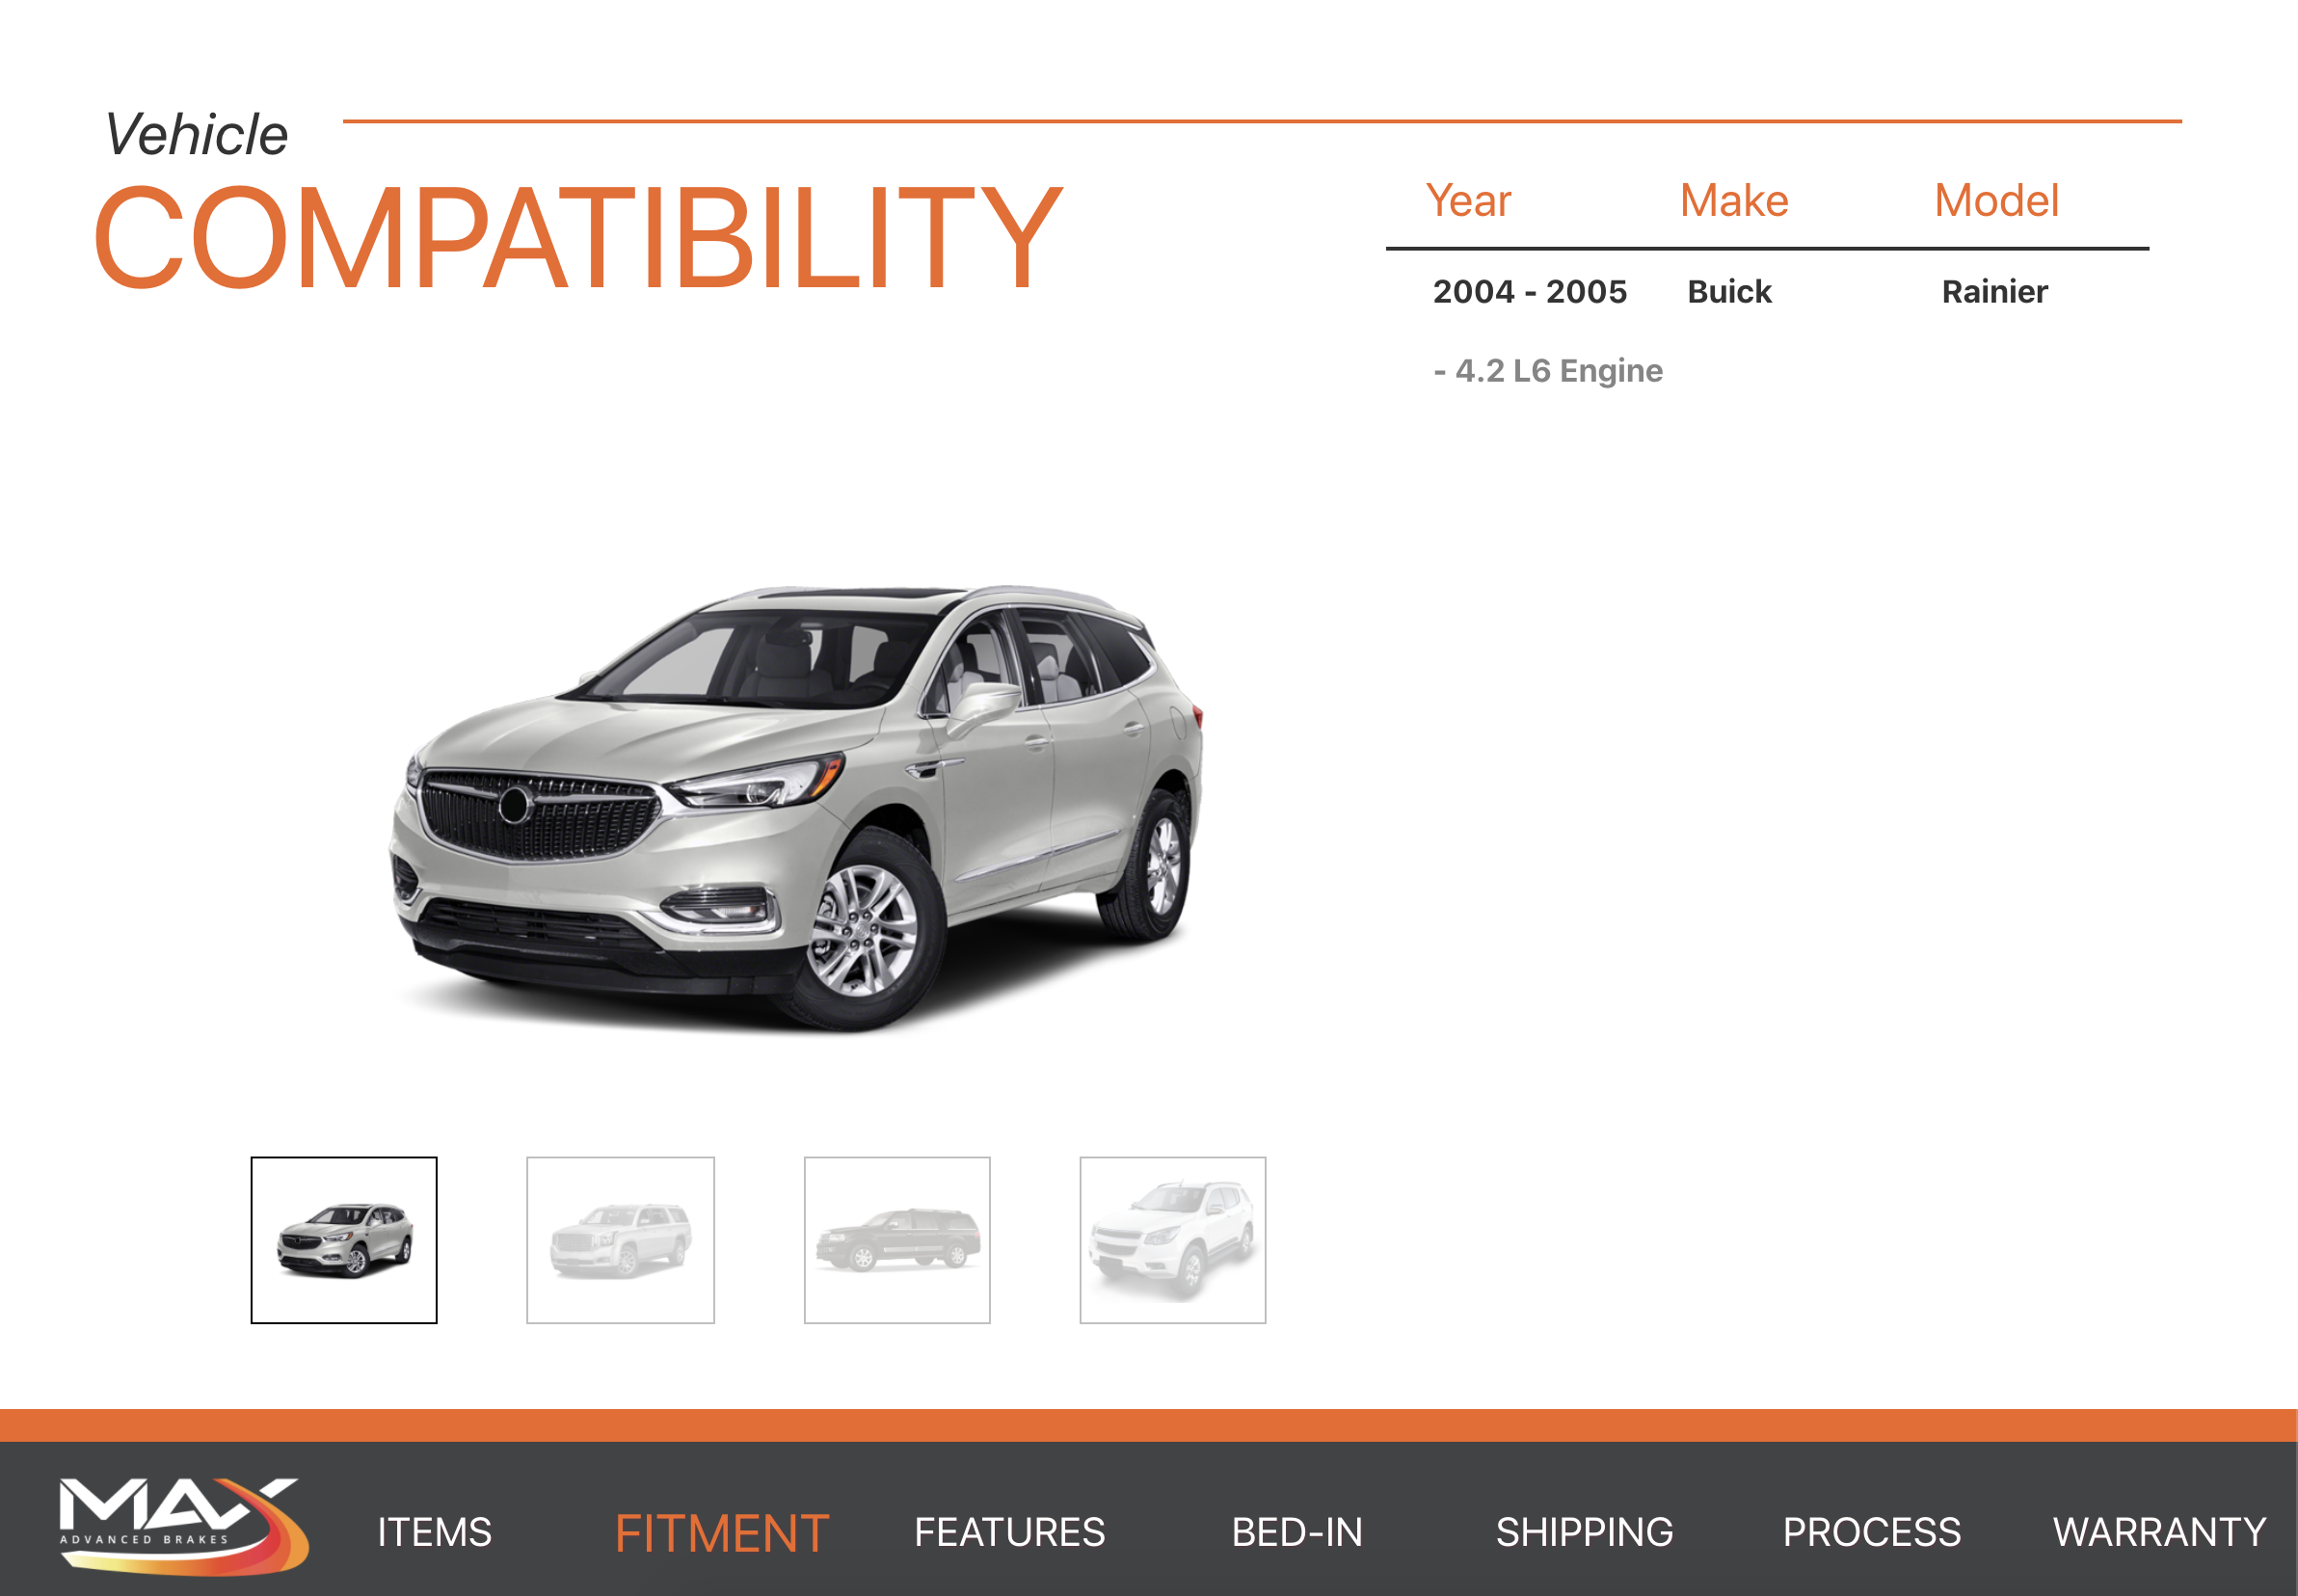 Vehicle
COMPATIBILITY
Year Make Model
2004 - 2005 Buick Rainier
- 4.2 L6 Engine
MAX
ADVANCED BRAKES
ITEMS FITMENT FEATURES BED-IN SHIPPING PROCESS WARRANTY